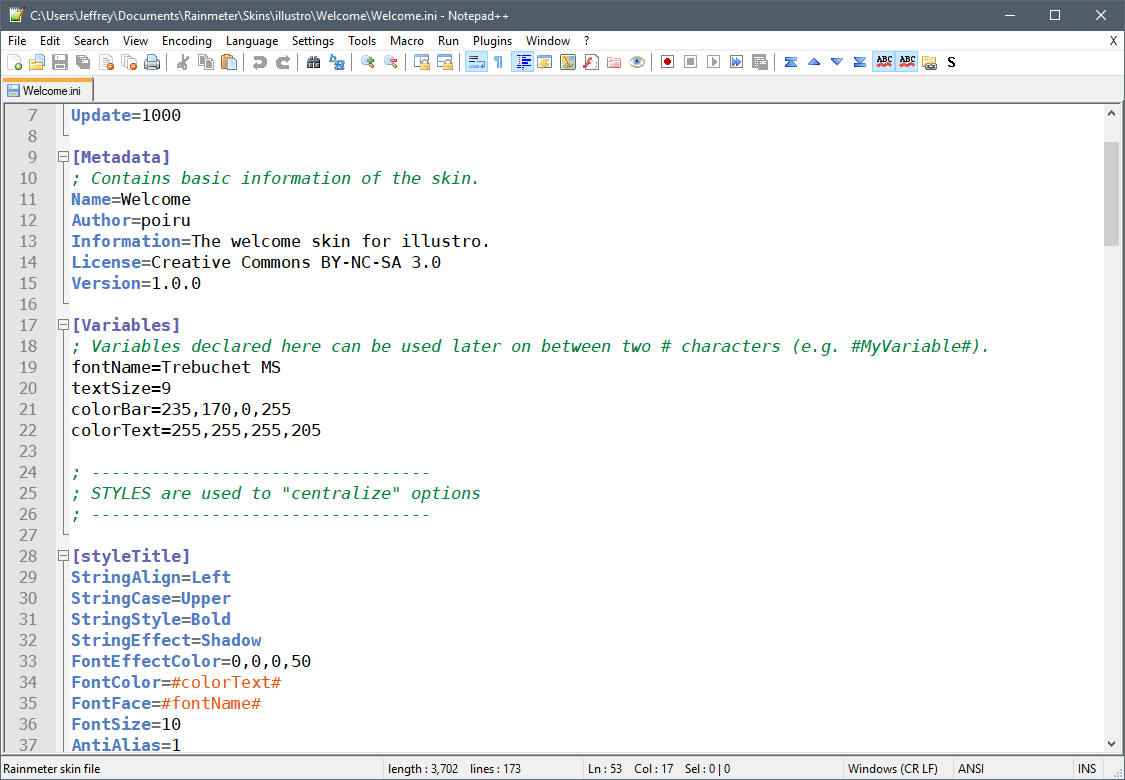 C:\Users\Jeffrey\Documents\Rainmeter\Skins\illustro\Welcome\Welcome.ini - Notepad++
File Edit Search View Encoding Language Settings Tools Macro Run Plugins Window ? X
ABC ABC S
Welcome.ini
7 Update=1000
8
9 [Metadata]
10 ; Contains basic information of the skin.
11 Name=Welcome
12 Author=poiru
13 Information=The welcome skin for illustro.
14 License=Creative Commons BY-NC-SA 3.0
15 Version=1.0.0
16
17 [Variables]
18 ; Variables declared here can be used later on between two # characters (e.g. #MyVariable#).
19 fontName=Trebuchet MS
20 textSize=9
21 colorBar=235,170,0,255
22 colorText=255,255,255,205
23
24 ; ----------------------------------
25 ; STYLES are used to "centralize" options
26 ; ----------------------------------
27
28 [styleTitle]
29 StringAlign=Left
30 StringCase=Upper
31 StringStyle=Bold
32 StringEffect=Shadow
33 FontEffectColor=0,0,0,50
34 FontColor=#colorText#
35 FontFace=#fontName#
36 FontSize=10
37 AntiAlias=1
Rainmeter skin file length : 3,702 lines : 173 Ln : 53 Col : 17 Sel : 0 | 0 Windows (CR LF) ANSI INS